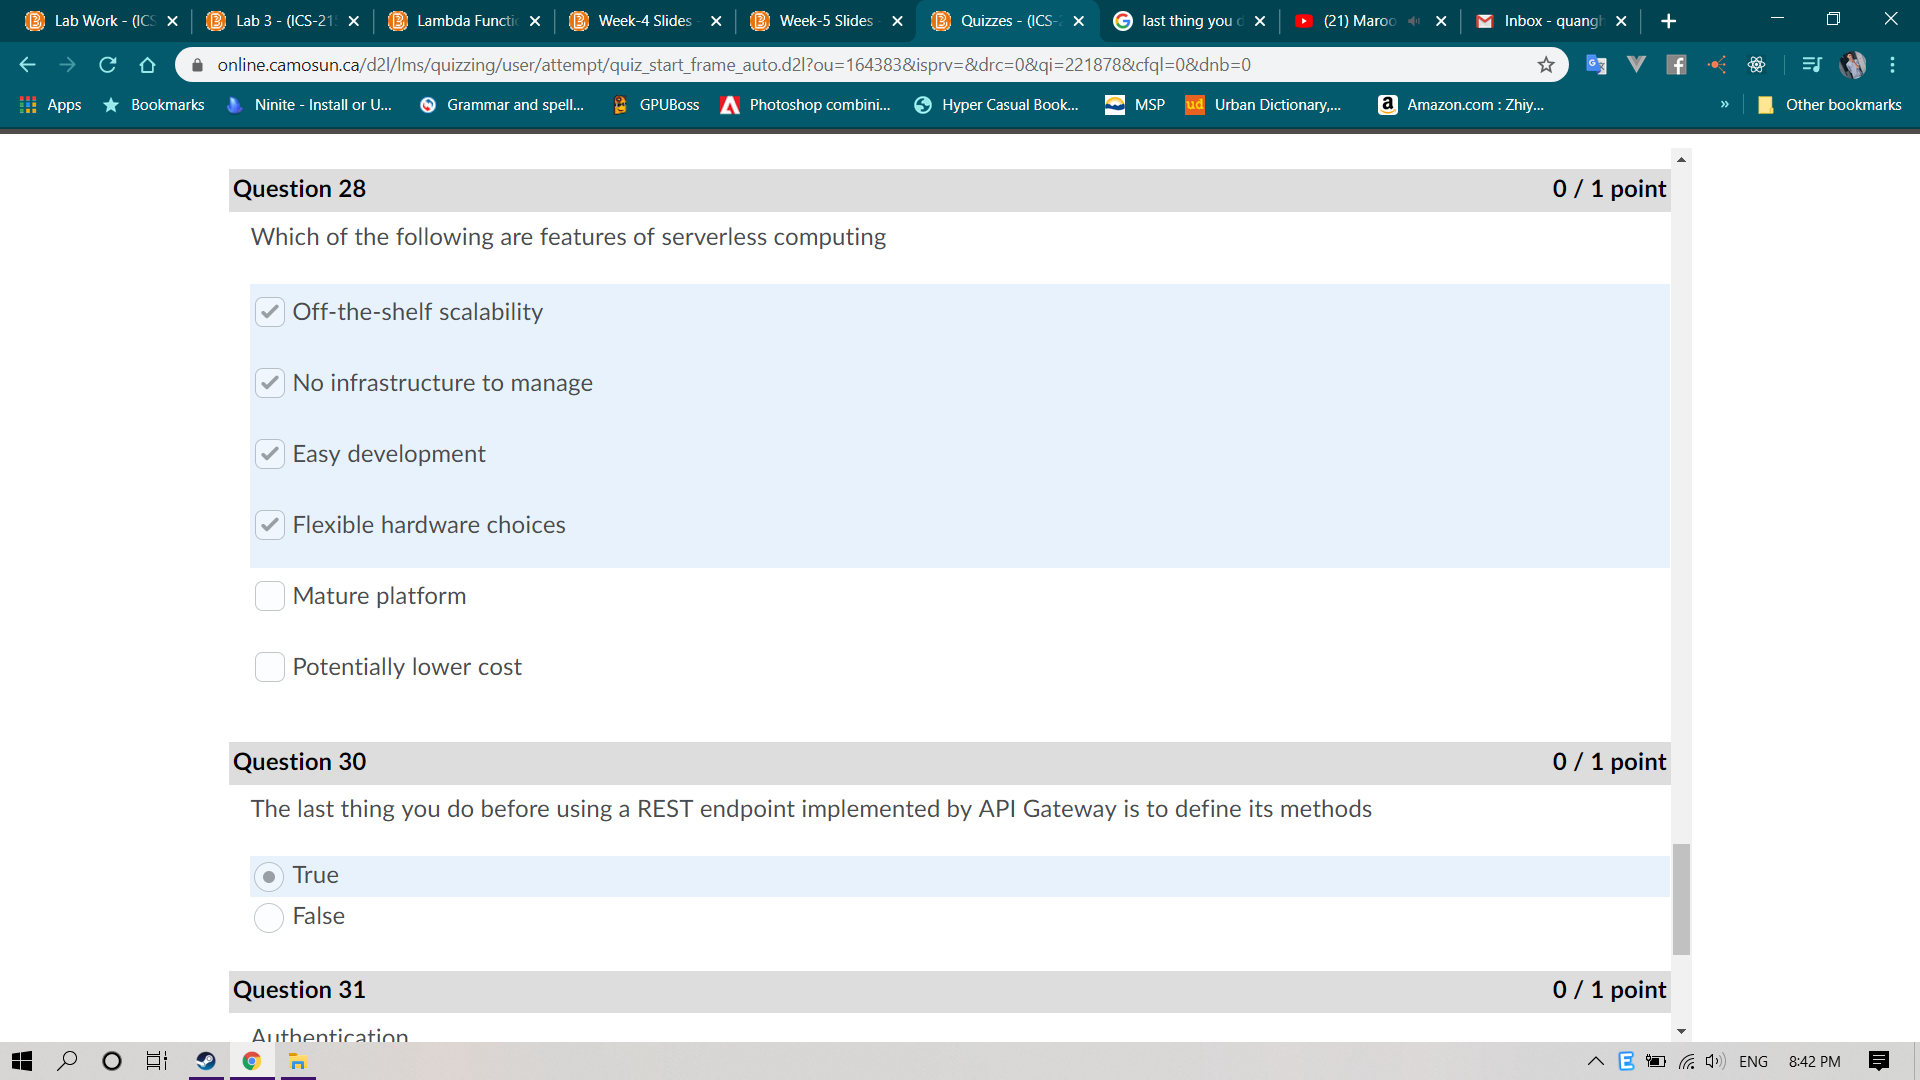 Lab Work - (ICS
Lab 3 - (ICS-21
Lambda Functi
Week-4 Slides -
Week-5 Slides -
Quizzes - (ICS-2
last thing you d
(21) Maroo
Inbox - quangh
online.camosun.ca/d2l/lms/quizzing/user/attempt/quiz_start_frame_auto.d2l?ou=164383&isprv=&drc=0&qi=221878&cfql=0&dnb=0
Apps
Bookmarks
Ninite - Install or U...
Grammar and spell...
GPUBoss
Photoshop combini...
Hyper Casual Book...
MSP
ud
Urban Dictionary,...
a
Amazon.com : Zhiy...
»
Other bookmarks
Question 28
0 / 1 point
Which of the following are features of serverless computing
Off-the-shelf scalability
No infrastructure to manage
Easy development
Flexible hardware choices
Mature platform
Potentially lower cost
Question 30
0 / 1 point
The last thing you do before using a REST endpoint implemented by API Gateway is to define its methods
True
False
Question 31
0 / 1 point
Authentication
ENG
8:42 PM